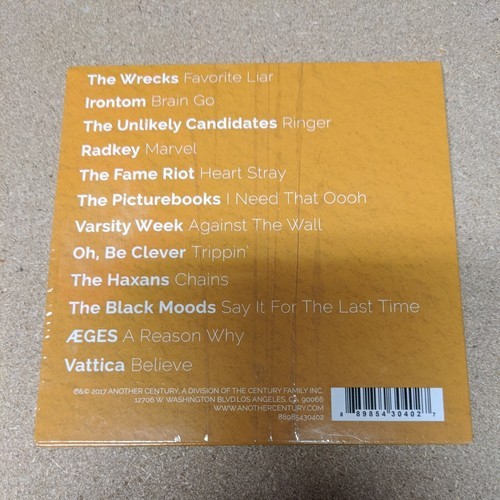 The Wrecks Favorite Liar
Irontom Brain Go
The Unlikely Candidates Ringer
Radkey Marvel
The Fame Riot Heart Stray
The Picturebooks I Need That Oooh
Varsity Week Against The Wall
Oh, Be Clever Trippin'
The Haxans Chains
The Black Moods Say It For The Last Time
ÆGES A Reason Why
Vattica Believe
℗&© 2017 ANOTHER CENTURY, A DIVISION OF THE CENTURY FAMILY INC.
12706 W. WASHINGTON BLVD.LOS ANGELES, CA. 90066
WWW.ANOTHERCENTURY.COM
88985430402
8 89854 30402 7